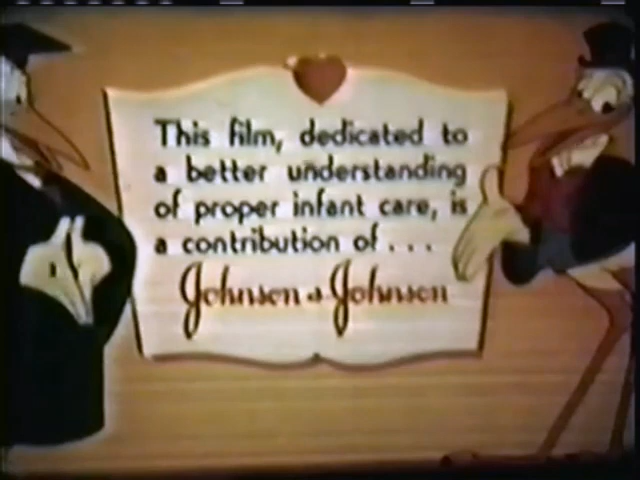 This film, dedicated to
a better understanding
of proper infant care, is
a contribution of . . .
Johnson & Johnson